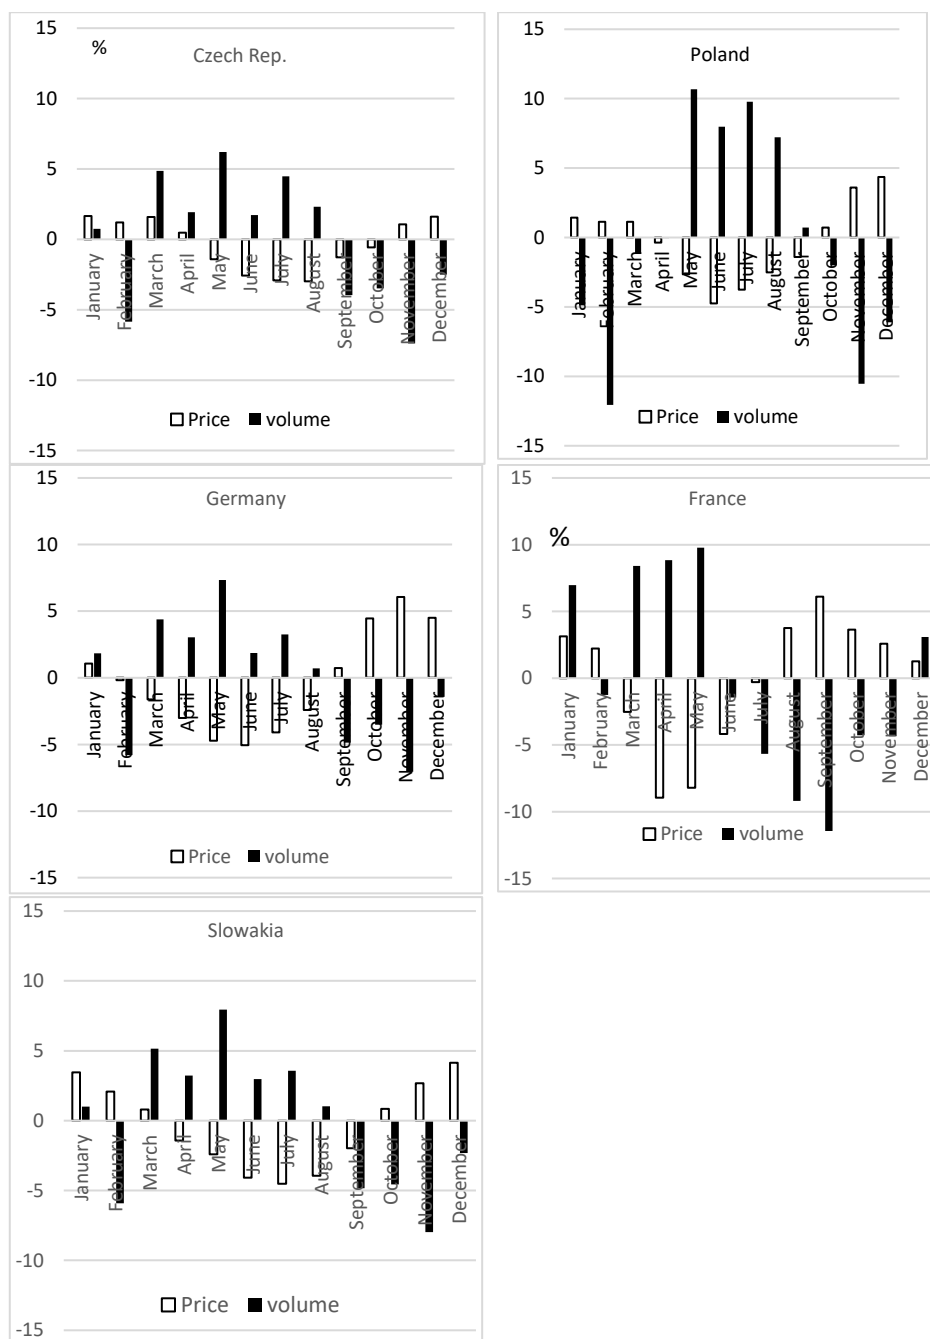 15
%
Czech Rep.
10
5
0
-5
-10
-15
January
February
March
April
May
June
July
August
September
October
November
December
Price volume
15
Poland
10
5
0
-5
-10
-15
January
February
March
April
May
June
July
August
September
October
November
December
Price volume
15
Germany
10
5
0
-5
-10
-15
January
February
March
April
May
June
July
August
September
October
November
December
Price volume
15
France
%
10
5
0
-5
-10
-15
January
February
March
April
May
June
July
August
September
October
November
December
Price volume
15
Slowakia
10
5
0
-5
-10
-15
January
February
March
April
May
June
July
August
September
October
November
December
Price volume